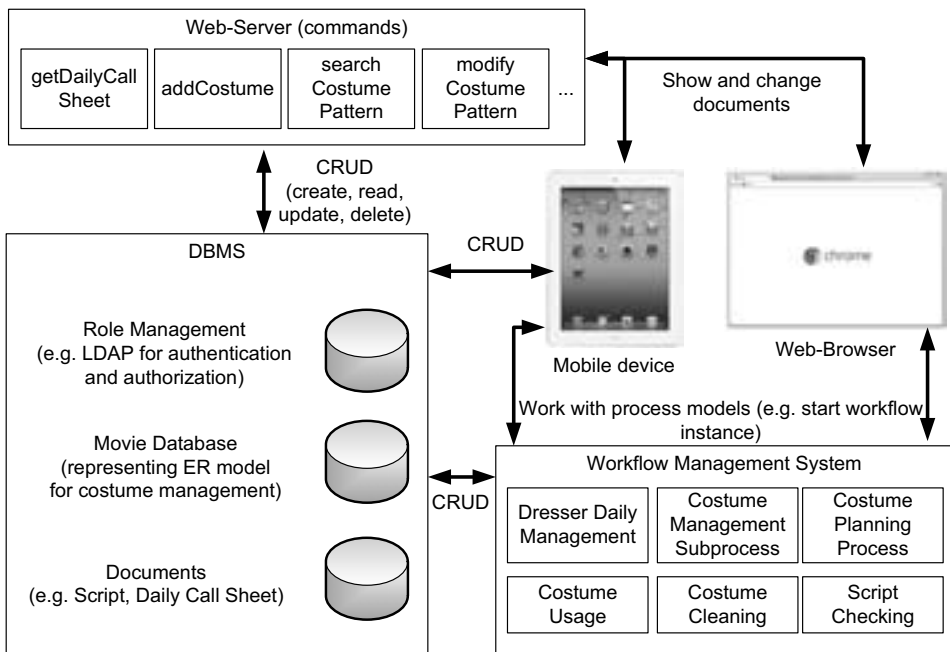 Web-Server (commands)
getDailyCall
Sheet
addCostume
search
Costume
Pattern
modify
Costume
Pattern
...
Show and change
documents
CRUD
(create, read,
update, delete)
DBMS
CRUD
chrome
Role Management
(e.g. LDAP for authentication
and authorization)
Mobile device
Web-Browser
Work with process models (e.g. start workflow
instance)
Movie Database
(representing ER model
for costume management)
CRUD
Workflow Management System
Dresser Daily
Management
Costume
Management
Subprocess
Costume
Planning
Process
Documents
(e.g. Script, Daily Call Sheet)
Costume
Usage
Costume
Cleaning
Script
Checking